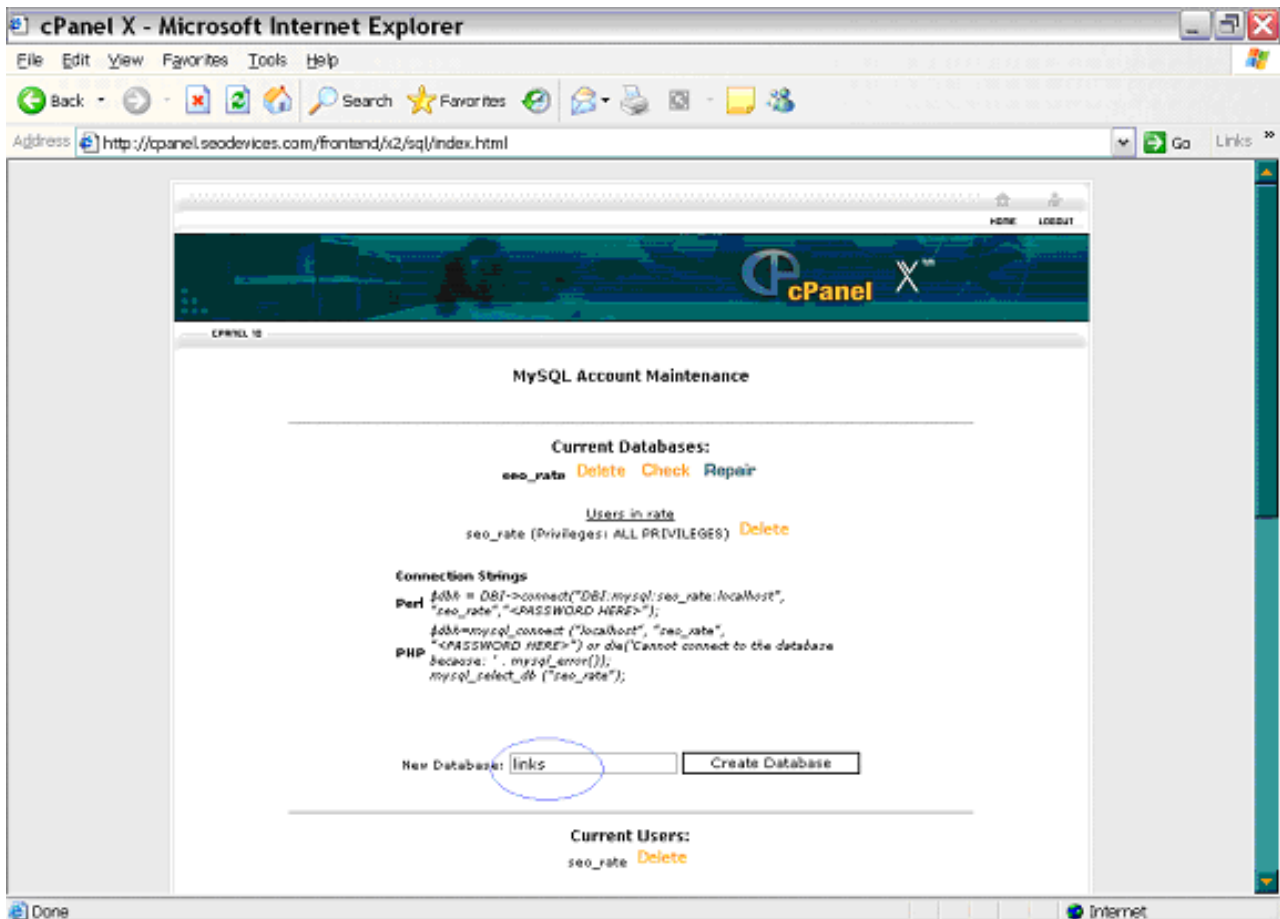 cPanel X - Microsoft Internet Explorer
File Edit View Favorites Tools Help
Back Search Favorites
Address http://cpanel.seodevices.com/frontend/x2/sql/index.html Go Links »
HOME LOGOUT
CP cPanel X™
CPANEL 10
MySQL Account Maintenance
Current Databases:
seo_rate Delete Check Repair
Users in rate
seo_rate (Privileges: ALL PRIVILEGES) Delete
Connection Strings
Perl $dbh = DBI->connect("DBI:mysql:seo_rate:localhost",
"seo_rate","<PASSWORD HERE>");
$dbh=mysql_connect ("localhost", "seo_rate",
"<PASSWORD HERE>") or die('Cannot connect to the database
PHP because: ' . mysql_error());
mysql_select_db ("seo_rate");
New Database: links Create Database
Current Users:
seo_rate Delete
Done Internet